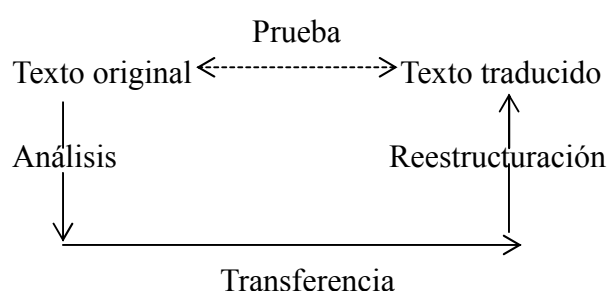 Prueba
Texto original Texto traducido
Análisis Reestructuración
Transferencia